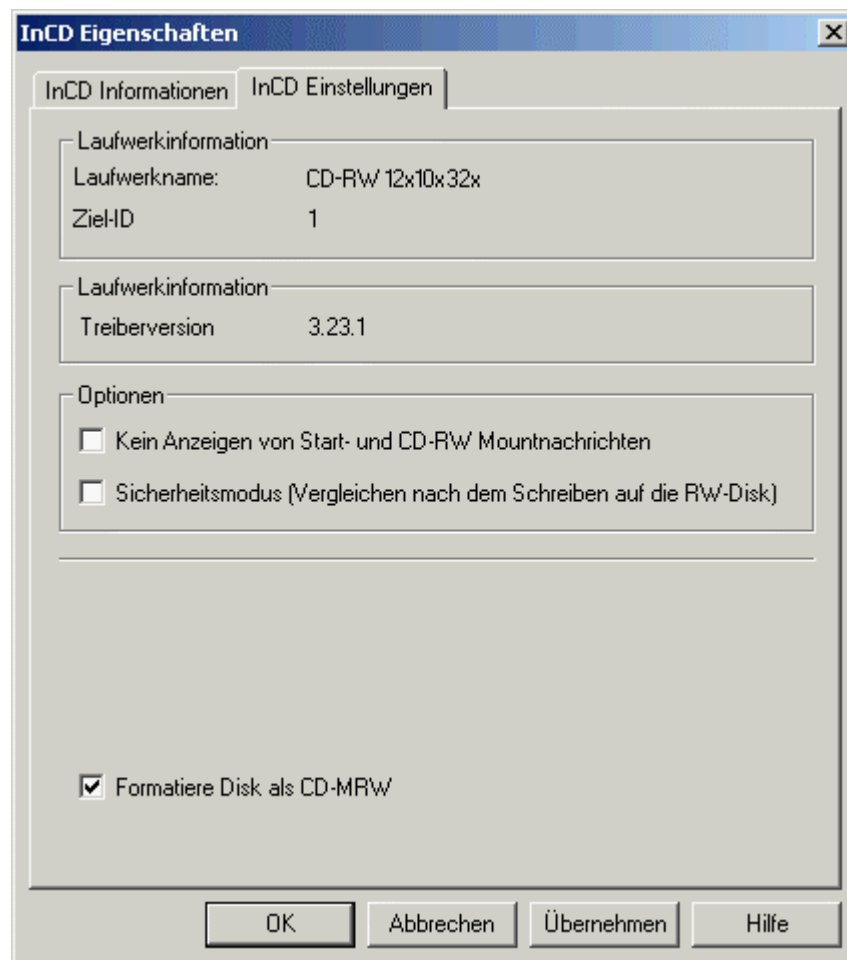 InCD Eigenschaften
InCD Informationen
InCD Einstellungen
Laufwerkinformation
Laufwerkname: CD-RW 12x10x32x
Ziel-ID 1
Laufwerkinformation
Treiberversion 3.23.1
Optionen
Kein Anzeigen von Start- und CD-RW Mountnachrichten
Sicherheitsmodus (Vergleichen nach dem Schreiben auf die RW-Disk)
Formatiere Disk als CD-MRW
OK Abbrechen Übernehmen Hilfe